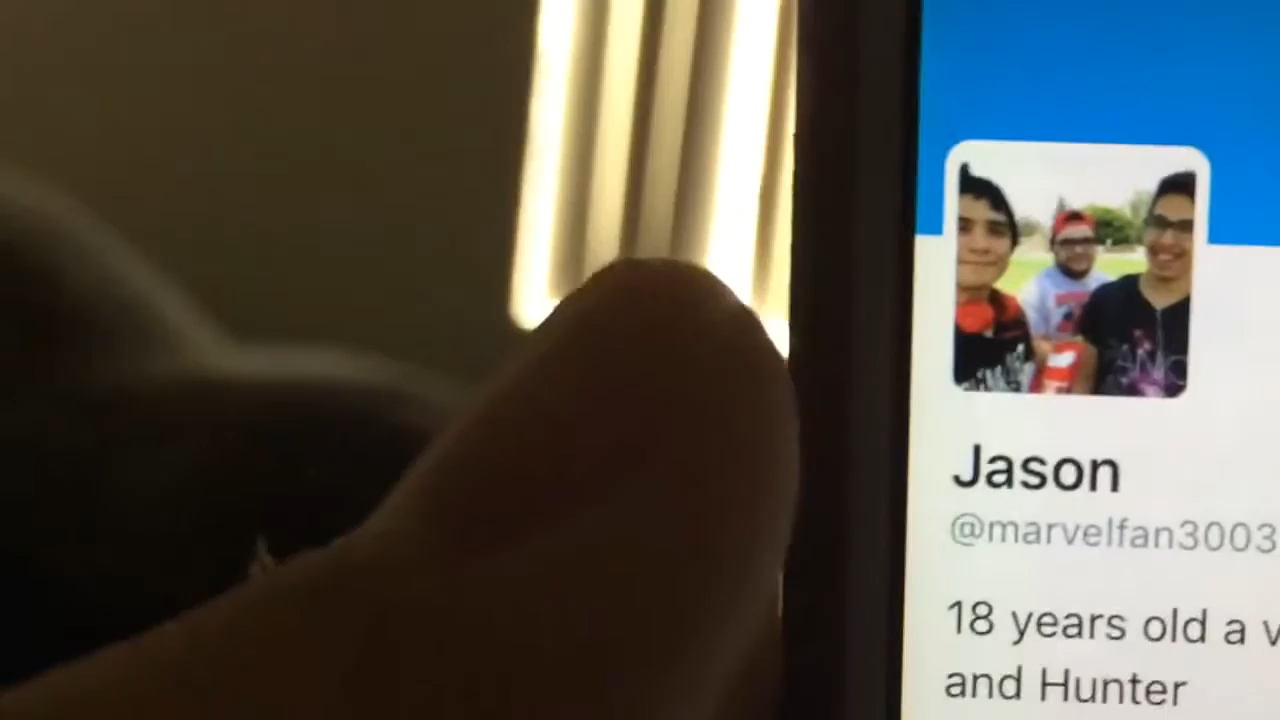 Jason
@marvelfan3003
18 years old a
and Hunter